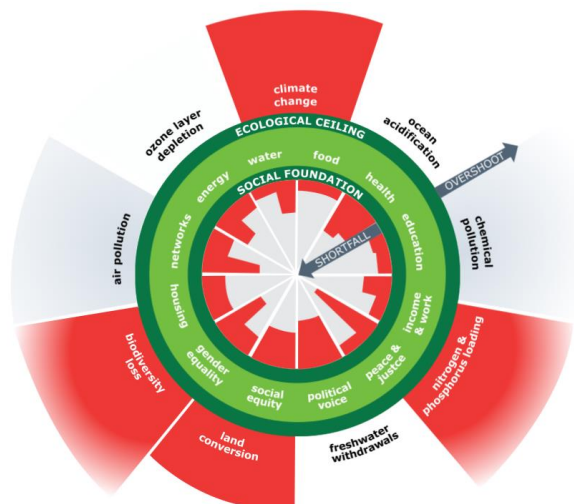 climate
change
ozone layer
depletion
ECOLOGICAL CEILING
ocean
acidification
OVERSHOOT
water
food
energy
health
SOCIAL FOUNDATION
networks
education
SHORTFALL
air pollution
chemical
pollution
housing
income
& work
gender
equality
peace &
justce
social
equity
political
voice
biodiversity
loss
nitrogen &
phosphorus loading
land
conversion
freshwater
withdrawals